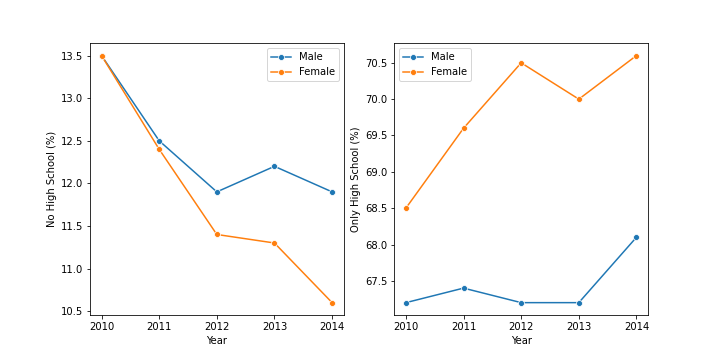 No High School (%)
13.5
13.0
12.5
12.0
11.5
11.0
10.5
Male
Female
2010 2011 2012 2013 2014
Year
Only High School (%)
70.5
70.0
69.5
69.0
68.5
68.0
67.5
Male
Female
2010 2011 2012 2013 2014
Year